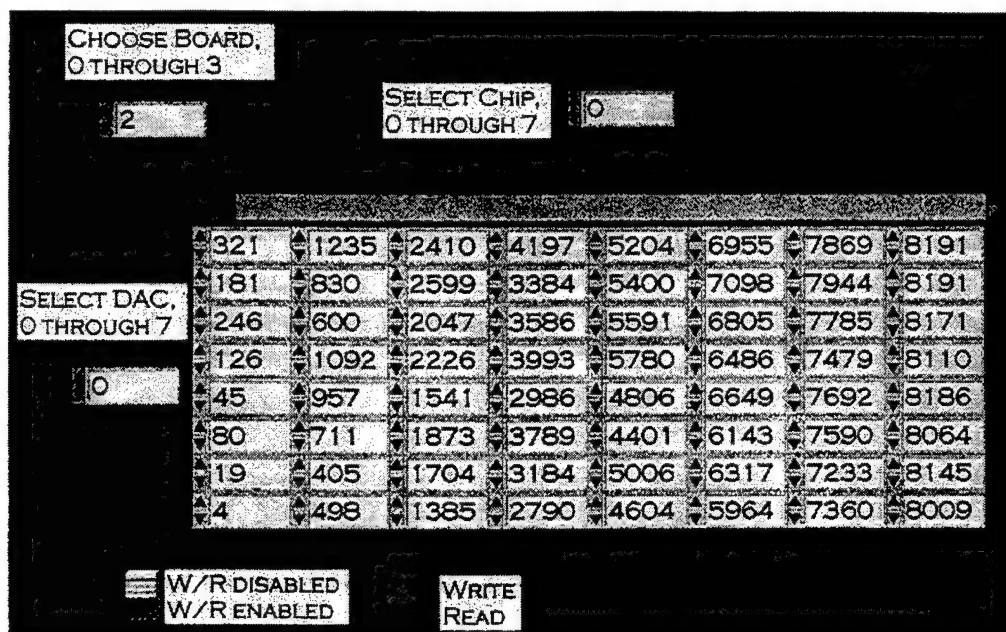 CHOOSE BOARD,
0 THROUGH 3
2
SELECT CHIP,
0 THROUGH 7
0
321 1235 2410 4197 5204 6955 7869 8191
181 830 2599 3384 5400 7098 7944 8191
SELECT DAC,
0 THROUGH 7
246 600 2047 3586 5591 6805 7785 8171
126 1092 2226 3993 5780 6486 7479 8110
0
45 957 1541 2986 4806 6649 7692 8186
80 711 1873 3789 4401 6143 7590 8064
19 405 1704 3184 5006 6317 7233 8145
4 498 1385 2790 4604 5964 7360 8009
W/R DISABLED
W/R ENABLED
WRITE
READ